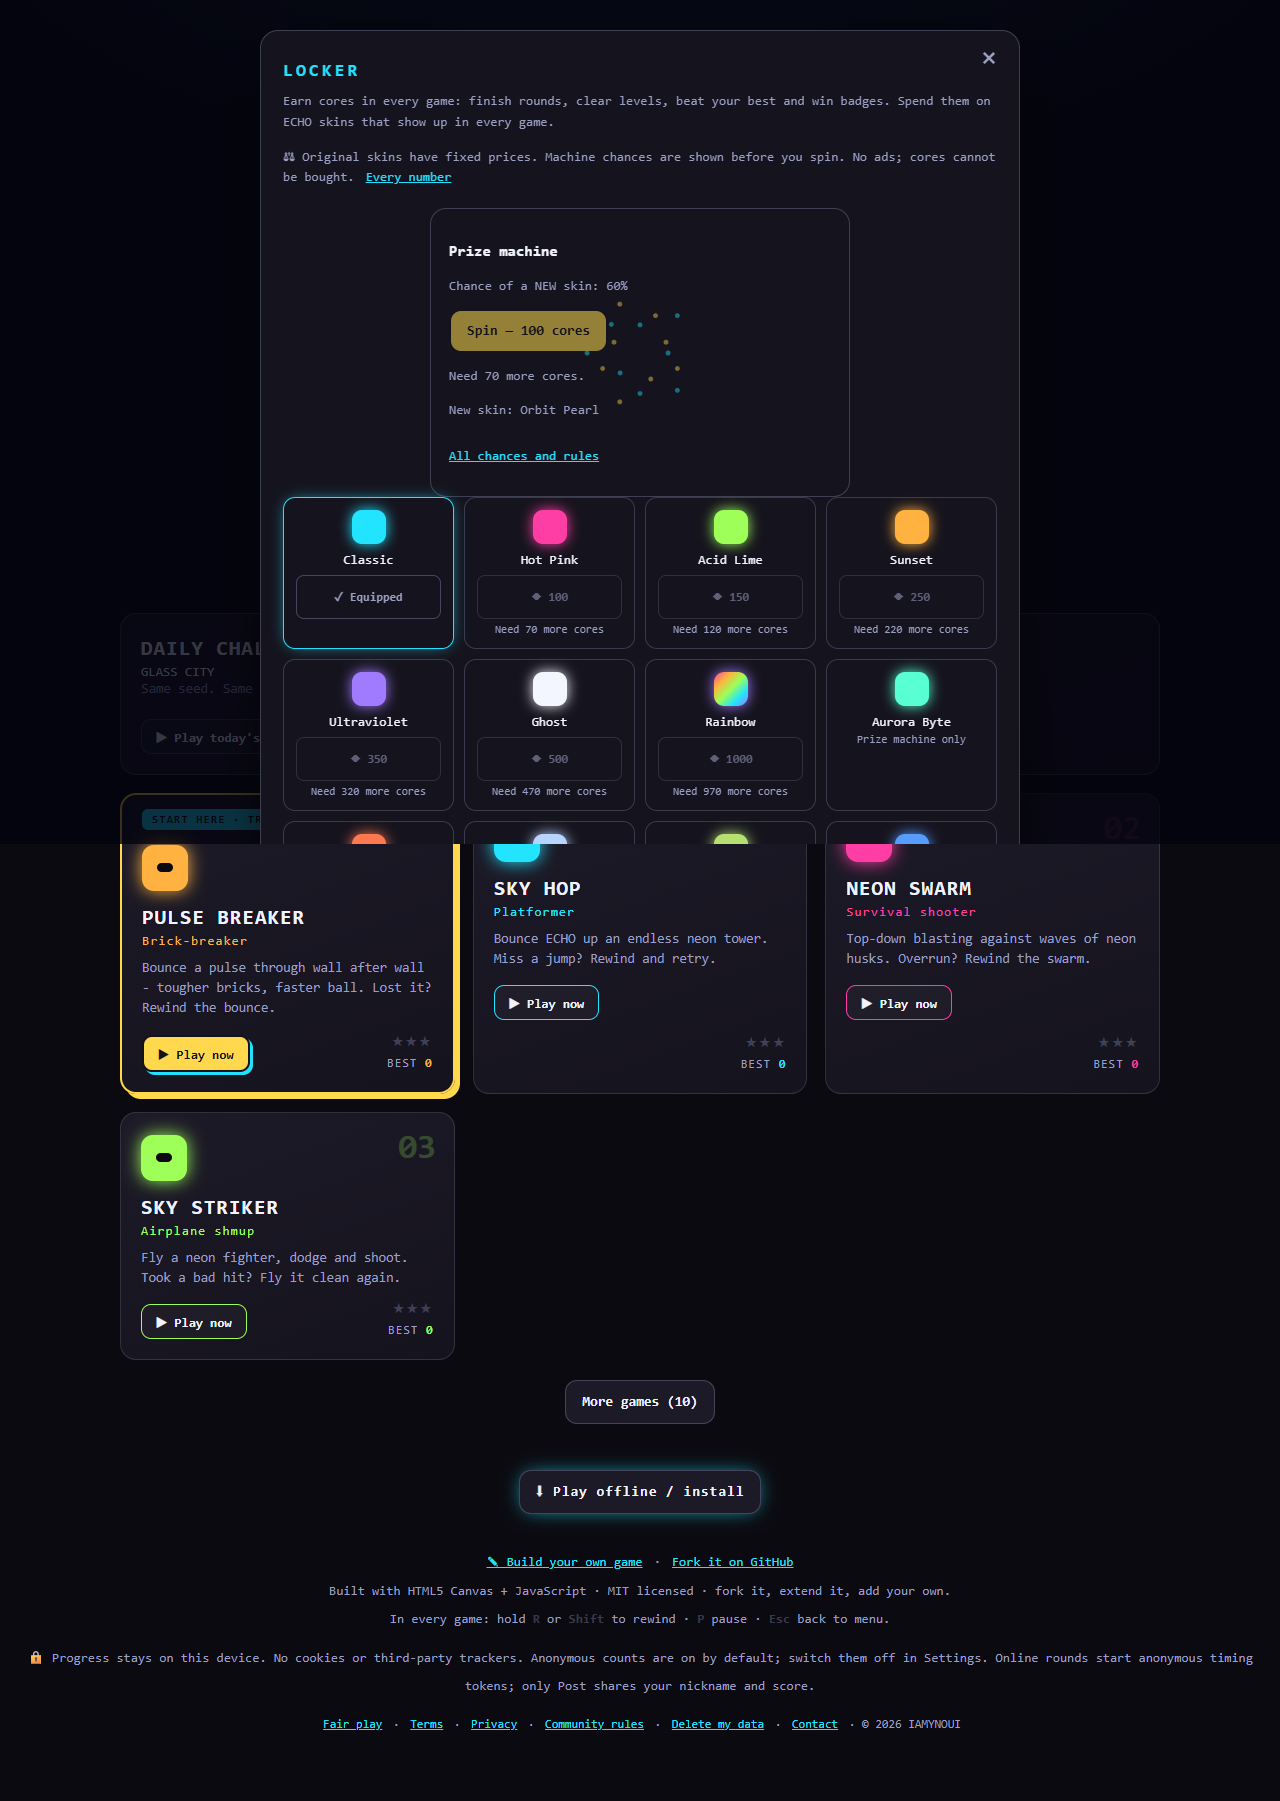 LOCKER
✕
Earn cores in every game: finish rounds, clear levels, beat your best and win badges. Spend them on
ECHO skins that show up in every game.
⚖ Original skins have fixed prices. Machine chances are shown before you spin. No ads; cores cannot
be bought. Every number
Prize machine
Chance of a NEW skin: 60%
Spin — 100 cores
Need 70 more cores.
New skin: Orbit Pearl
All chances and rules
Classic
✓ Equipped
Hot Pink
◆ 100
Need 70 more cores
Acid Lime
◆ 150
Need 120 more cores
Sunset
◆ 250
Need 220 more cores
Ultraviolet
◆ 350
Need 320 more cores
Ghost
◆ 500
Need 470 more cores
Rainbow
◆ 1000
Need 970 more cores
Aurora Byte
Prize machine only
DAILY CHAL
GLASS CITY
Same seed. Same
▶ Play today's
START HERE · TR
PULSE BREAKER
Brick-breaker
Bounce a pulse through wall after wall
- tougher bricks, faster ball. Lost it?
Rewind the bounce.
▶ Play now
★★★
BEST 0
SKY HOP
Platformer
Bounce ECHO up an endless neon tower.
Miss a jump? Rewind and retry.
▶ Play now
★★★
BEST 0
02
NEON SWARM
Survival shooter
Top-down blasting against waves of neon
husks. Overrun? Rewind the swarm.
▶ Play now
★★★
BEST 0
03
SKY STRIKER
Airplane shmup
Fly a neon fighter, dodge and shoot.
Took a bad hit? Fly it clean again.
▶ Play now
★★★
BEST 0
More games (10)
⬇ Play offline / install
✏ Build your own game · Fork it on GitHub
Built with HTML5 Canvas + JavaScript · MIT licensed · fork it, extend it, add your own.
In every game: hold R or Shift to rewind · P pause · Esc back to menu.
🔒 Progress stays on this device. No cookies or third-party trackers. Anonymous counts are on by default; switch them off in Settings. Online rounds start anonymous timing
tokens; only Post shares your nickname and score.
Fair play · Terms · Privacy · Community rules · Delete my data · Contact · © 2026 IAMYNOUI